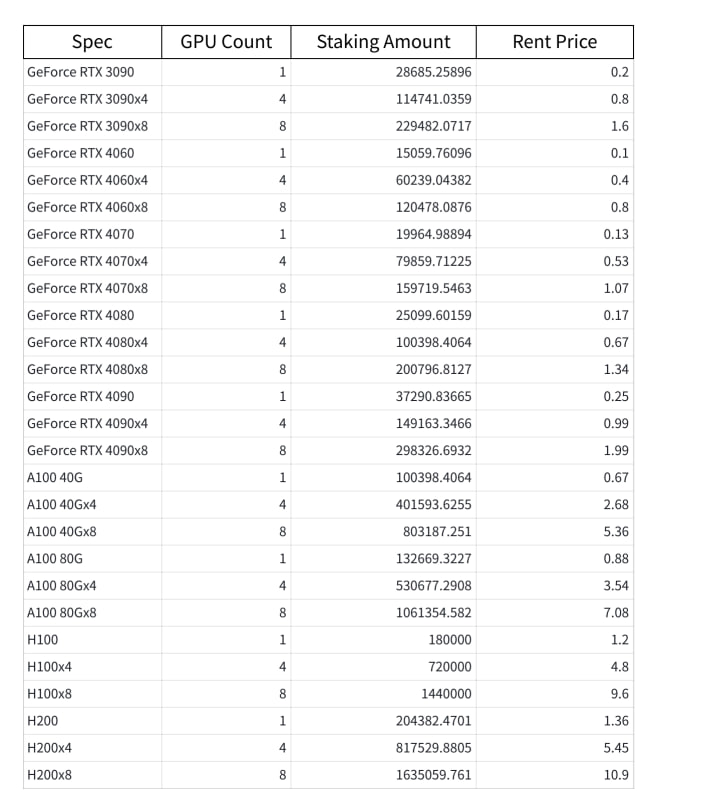 Spec GPU Count Staking Amount Rent Price
GeForce RTX 3090 1 28685.25896 0.2
GeForce RTX 3090x4 4 114741.0359 0.8
GeForce RTX 3090x8 8 229482.0717 1.6
GeForce RTX 4060 1 15059.76096 0.1
GeForce RTX 4060x4 4 60239.04382 0.4
GeForce RTX 4060x8 8 120478.0876 0.8
GeForce RTX 4070 1 19964.98894 0.13
GeForce RTX 4070x4 4 79859.71225 0.53
GeForce RTX 4070x8 8 159719.5463 1.07
GeForce RTX 4080 1 25099.60159 0.17
GeForce RTX 4080x4 4 100398.4064 0.67
GeForce RTX 4080x8 8 200796.8127 1.34
GeForce RTX 4090 1 37290.83665 0.25
GeForce RTX 4090x4 4 149163.3466 0.99
GeForce RTX 4090x8 8 298326.6932 1.99
A100 40G 1 100398.4064 0.67
A100 40Gx4 4 401593.6255 2.68
A100 40Gx8 8 803187.251 5.36
A100 80G 1 132669.3227 0.88
A100 80Gx4 4 530677.2908 3.54
A100 80Gx8 8 1061354.582 7.08
H100 1 180000 1.2
H100x4 4 720000 4.8
H100x8 8 1440000 9.6
H200 1 204382.4701 1.36
H200x4 4 817529.8805 5.45
H200x8 8 1635059.761 10.9